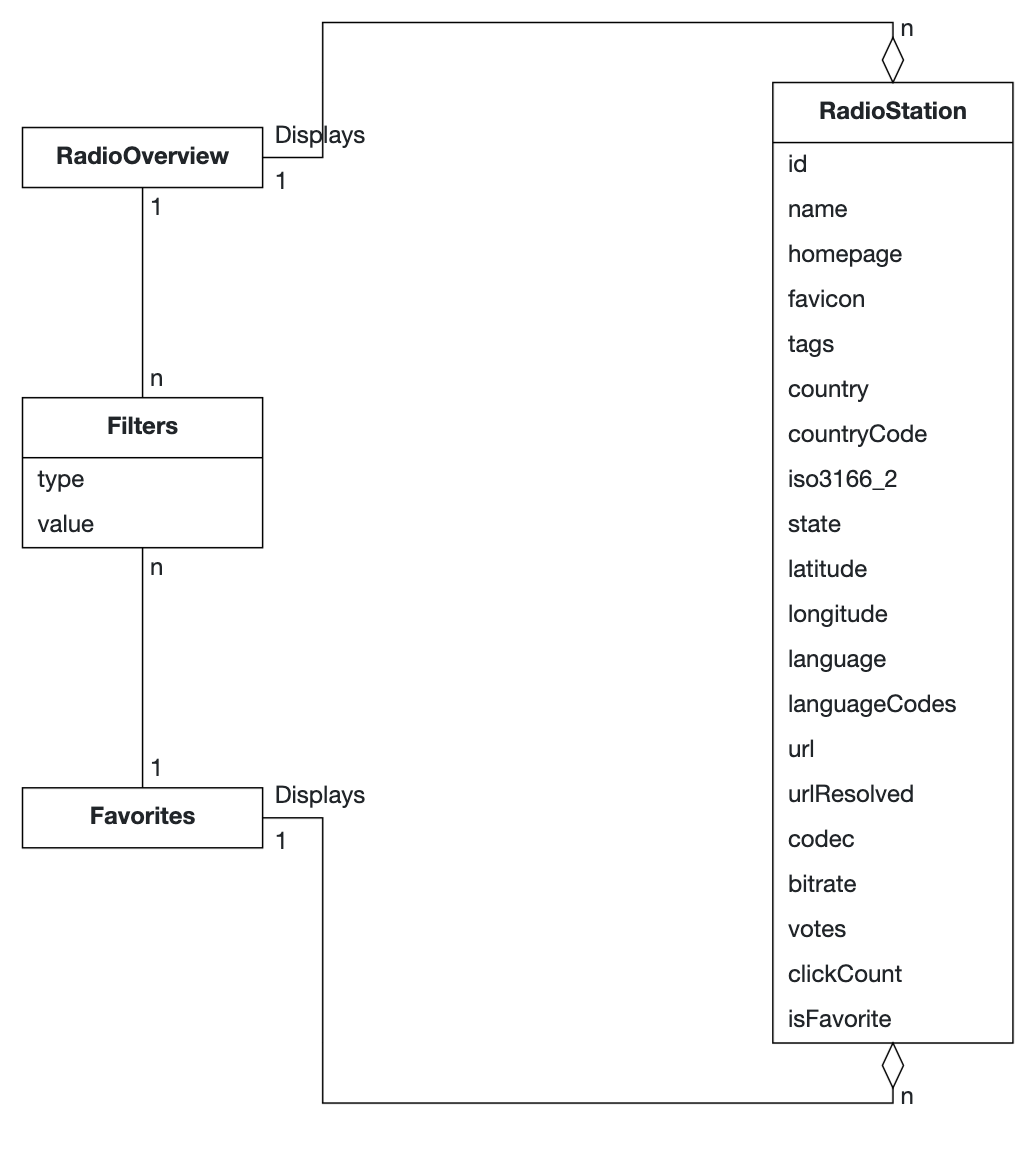 n
RadioStation
Displays
RadioOverview
1
1
id
name
homepage
favicon
tags
country
countryCode
iso3166_2
state
latitude
longitude
language
languageCodes
url
urlResolved
codec
bitrate
votes
clickCount
isFavorite
n
n
Filters
type
value
n
1
Favorites
Displays
1